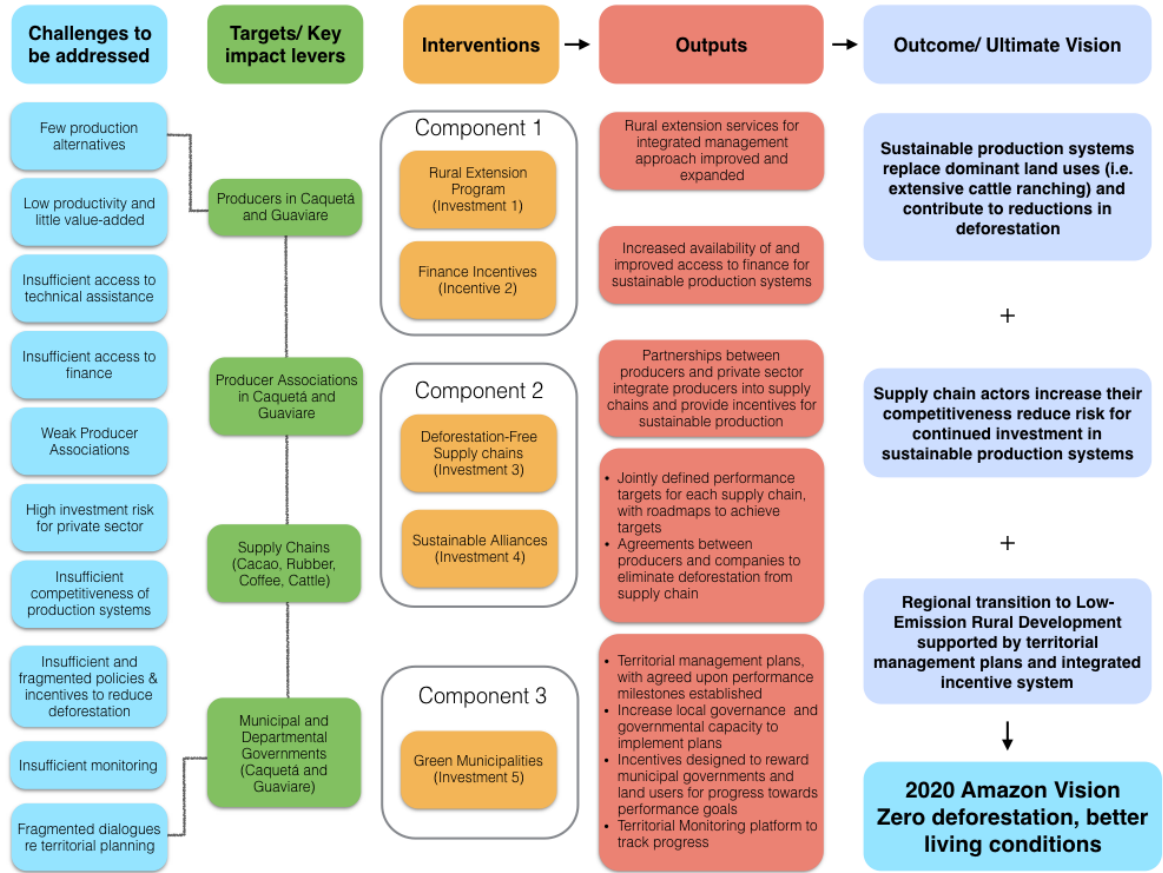 Challenges to
be addressed
Targets/ Key
impact levers
Interventions
Outputs
Outcome/ Ultimate Vision
Few production
alternatives
Low productivity and
little value-added
Insufficient access to
technical assistance
Insufficient access to
finance
Weak Producer
Associations
High investment risk
for private sector
Insufficient
competitiveness of
production systems
Insufficient and
fragmented policies &
incentives to reduce
deforestation
Insufficient monitoring
Fragmented dialogues
re territorial planning
Producers in Caquetá
and Guaviare
Producer Associations
in Caquetá and
Guaviare
Supply Chains
(Cacao, Rubber,
Coffee, Cattle)
Municipal and
Departmental
Governments
(Caquetá and
Guaviare)
Component 1
Rural Extension
Program
(Investment 1)
Finance Incentives
(Incentive 2)
Component 2
Deforestation-Free
Supply chains
(Investment 3)
Sustainable Alliances
(Investment 4)
Component 3
Green Municipalities
(Investment 5)
Rural extension services for
integrated management
approach improved and
expanded
Increased availability of and
improved access to finance for
sustainable production systems
Partnerships between
producers and private sector
integrate producers into supply
chains and provide incentives for
sustainable production
• Jointly defined performance
targets for each supply chain,
with roadmaps to achieve
targets
• Agreements between
producers and companies to
eliminate deforestation from
supply chain
• Territorial management plans,
with agreed upon performance
milestones established
• Increase local governance and
governmental capacity to
implement plans
• Incentives designed to reward
municipal governments and
land users for progress towards
performance goals
• Territorial Monitoring platform to
track progress
Sustainable production systems
replace dominant land uses (i.e.
extensive cattle ranching) and
contribute to reductions in
deforestation
+
Supply chain actors increase their
competitiveness reduce risk for
continued investment in
sustainable production systems
+
Regional transition to Low-
Emission Rural Development
supported by territorial
management plans and integrated
incentive system
2020 Amazon Vision
Zero deforestation, better
living conditions